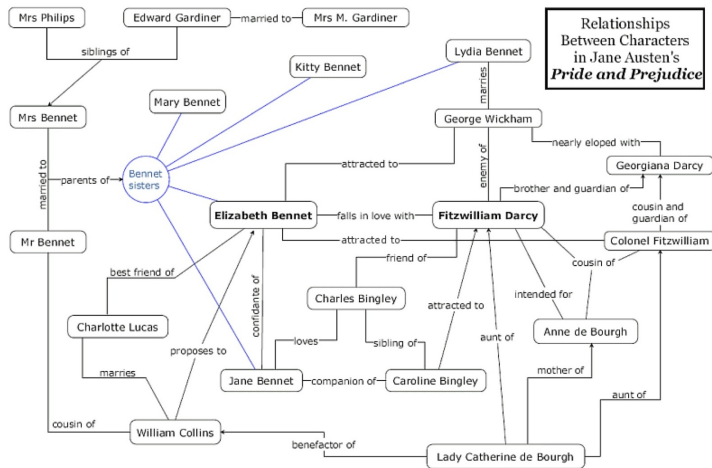 Mrs Philips
Edward Gardiner
married to
Mrs M. Gardiner
Relationships
Between Characters
in Jane Austen's
Pride and Prejudice
siblings of
Lydia Bennet
Kitty Bennet
Mary Bennet
marries
Mrs Bennet
George Wickham
nearly eloped with
married to
parents of
Bennet
sisters
attracted to
enemy of
Georgiana Darcy
brother and guardian of
Elizabeth Bennet
falls in love with
Fitzwilliam Darcy
cousin and
guardian of
Mr Bennet
attracted to
Colonel Fitzwilliam
best friend of
friend of
cousin of
confidante of
Charles Bingley
attracted to
intended for
Charlotte Lucas
proposes to
loves
sibling of
aunt of
Anne de Bourgh
marries
Jane Bennet
companion of
Caroline Bingley
mother of
aunt of
cousin of
William Collins
benefactor of
Lady Catherine de Bourgh